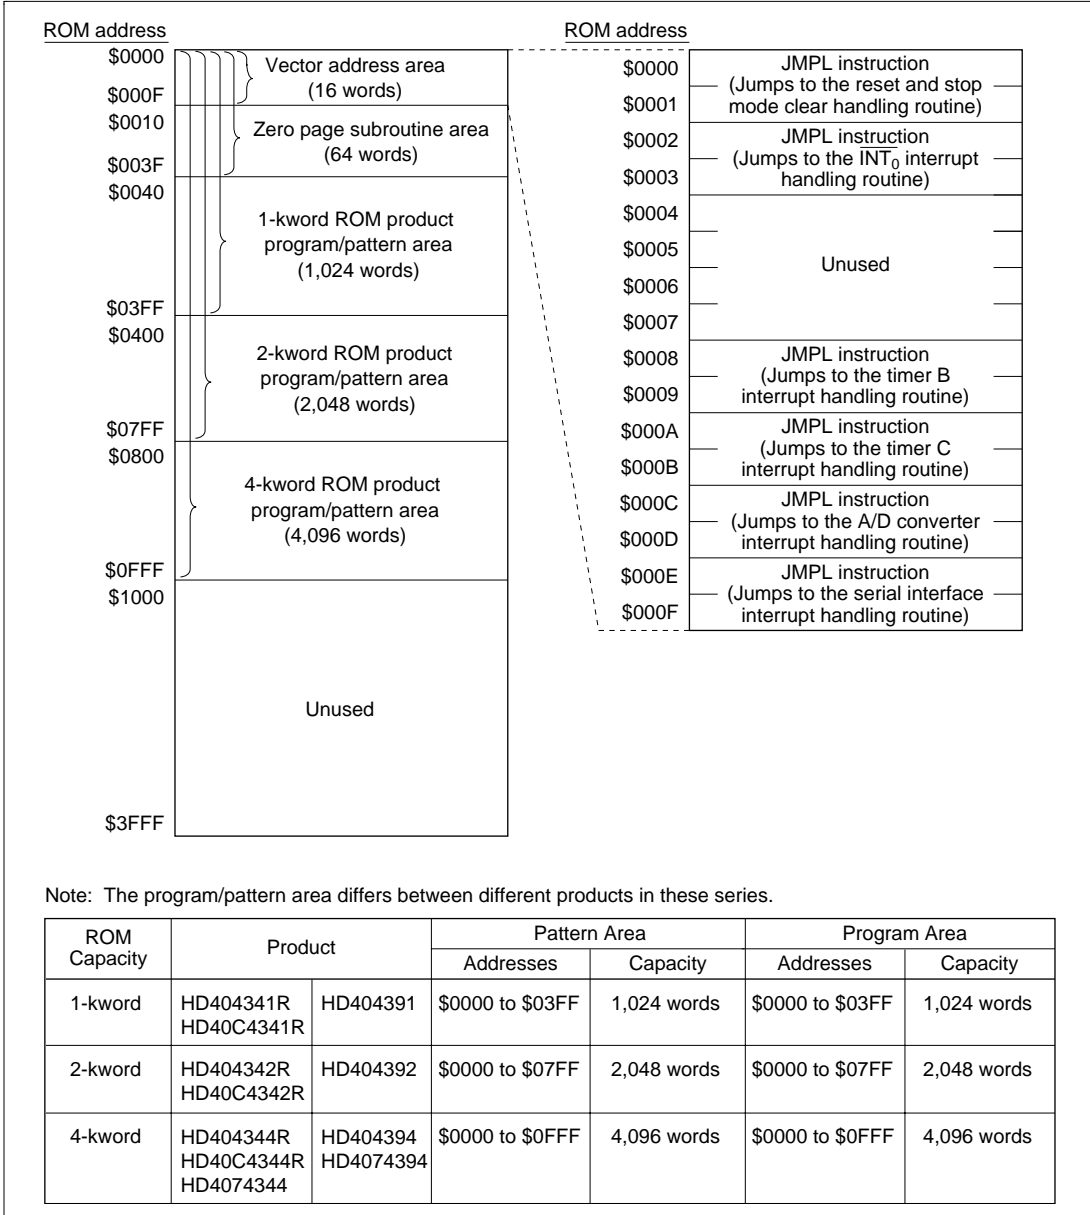 ROM address
$0000
$000F
$0010
$003F
$0040
$03FF
$0400
$07FF
$0800
$0FFF
$1000
$3FFF
Vector address area
(16 words)
Zero page subroutine area
(64 words)
1-kword ROM product
program/pattern area
(1,024 words)
2-kword ROM product
program/pattern area
(2,048 words)
4-kword ROM product
program/pattern area
(4,096 words)
Unused
ROM address
$0000
$0001
JMPL instruction
(Jumps to the reset and stop
mode clear handling routine)
$0002
$0003
JMPL instruction
(Jumps to the INT0 interrupt
handling routine)
$0004
$0005
$0006
$0007
Unused
$0008
$0009
JMPL instruction
(Jumps to the timer B
interrupt handling routine)
$000A
$000B
JMPL instruction
(Jumps to the timer C
interrupt handling routine)
$000C
$000D
JMPL instruction
(Jumps to the A/D converter
interrupt handling routine)
$000E
$000F
JMPL instruction
(Jumps to the serial interface
interrupt handling routine)
Note: The program/pattern area differs between different products in these series.
ROM Capacity Product Pattern Area Program Area
Addresses Capacity Addresses Capacity
1-kword HD404341R HD404391 $0000 to $03FF 1,024 words $0000 to $03FF 1,024 words
HD40C4341R
2-kword HD404342R HD404392 $0000 to $07FF 2,048 words $0000 to $07FF 2,048 words
HD40C4342R
4-kword HD404344R HD404394 $0000 to $0FFF 4,096 words $0000 to $0FFF 4,096 words
HD40C4344R HD4074394
HD4074344